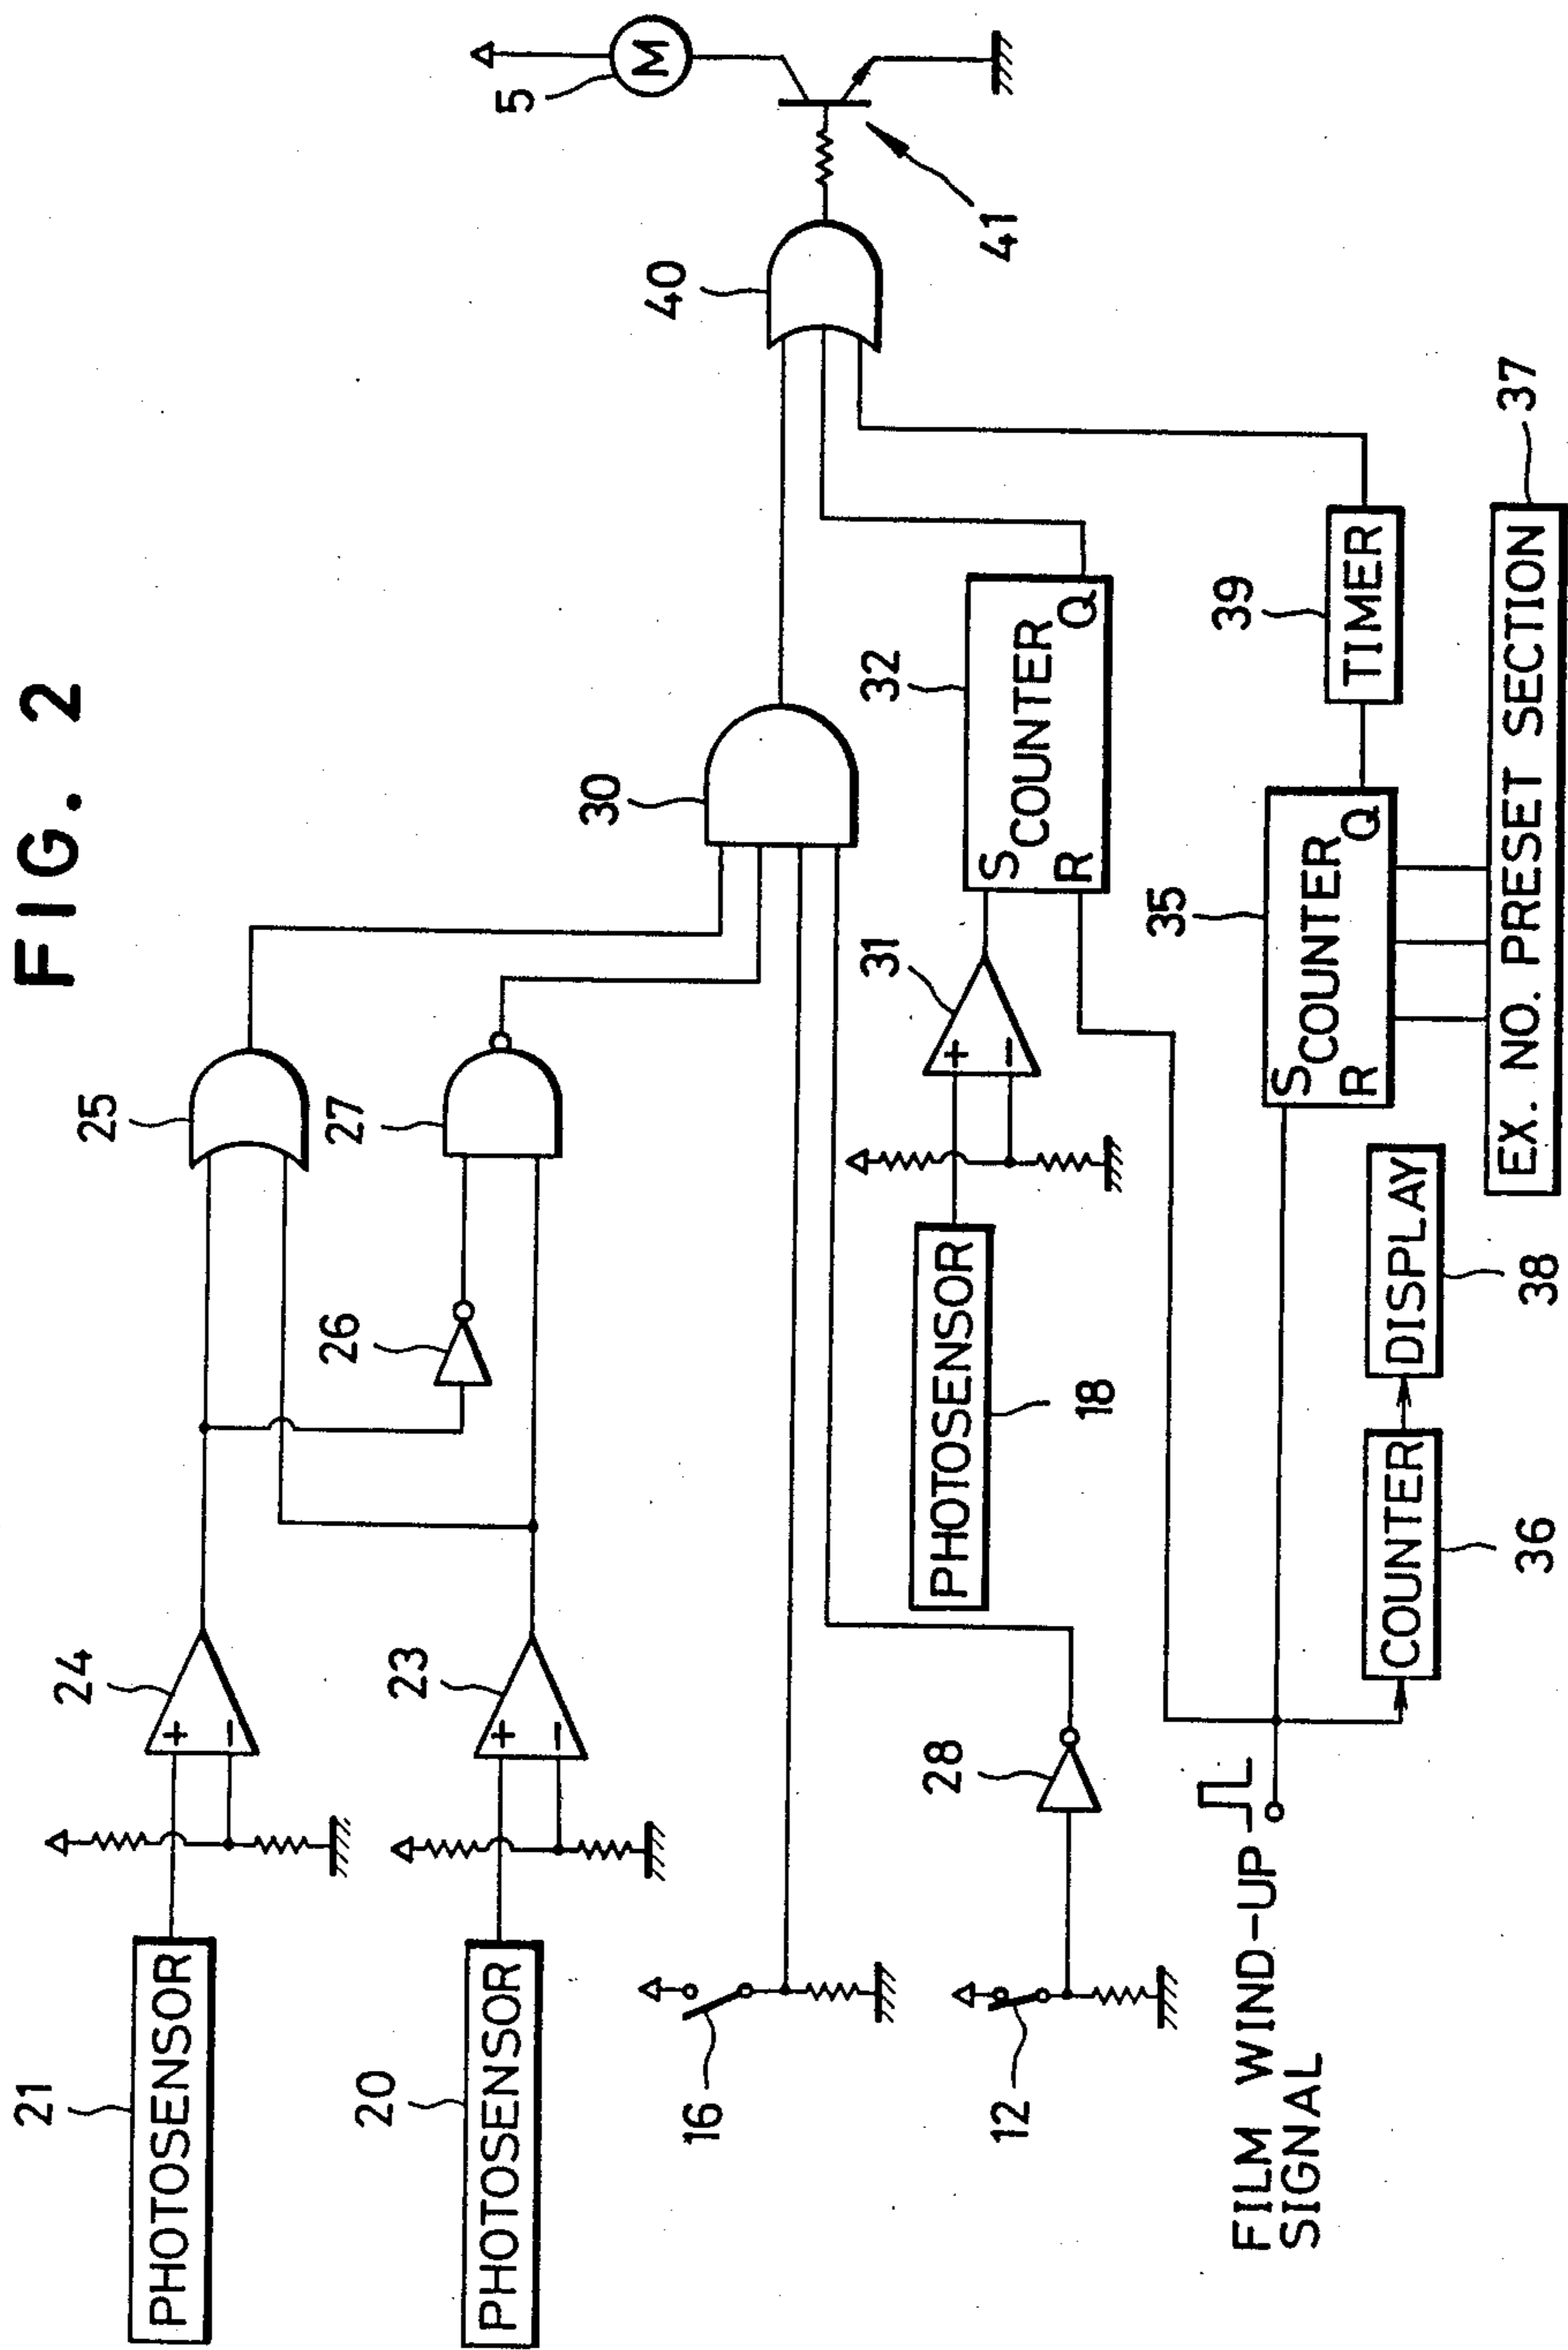 FIG. 2
21
PHOTOSENSOR
24
+
−
25
20
PHOTOSENSOR
23
+
−
26
27
16
12
28
30
PHOTOSENSOR
18
31
+
−
32
S
COUNTER
R
Q
40
5
M
41
FILM WIND-UP
SIGNAL
35
S
COUNTER
R
Q
39
TIMER
COUNTER
36
DISPLAY
38
EX. NO. PRESET SECTION
37